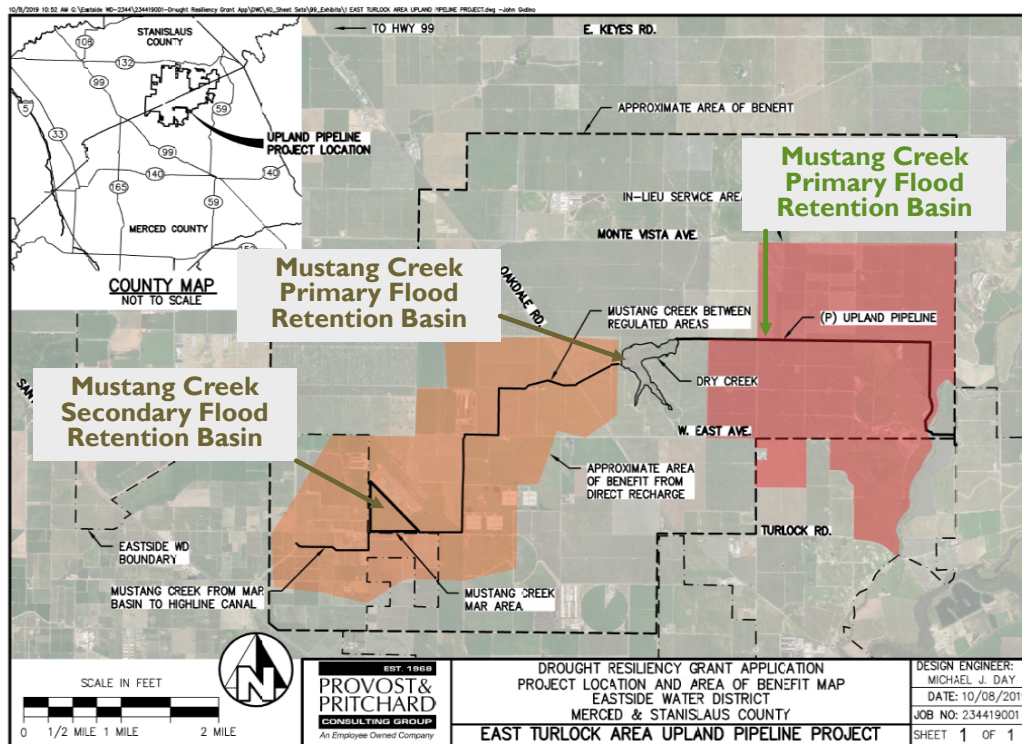 10/8/2019 10:52 AM G:\Eastside WD-2344\234419001-Drught Resiliency Grant App\DWG\40_Sheet Sets\99_Exhibits\1 EAST TURLOCK AREA UPLAND PIPELINE PROJECT.dwg -John Gidino
TO HWY 99
E. KEYES RD.
STANISLAUS
COUNTY
108
132
99
5
59
33
UPLAND PIPELINE
PROJECT LOCATION
99
140
140
165
59
MERCED COUNTY
COUNTY MAP
NOT TO SCALE
APPROXIMATE AREA OF BENEFIT
Mustang Creek
Primary Flood
Retention Basin
IN-LIEU SERVICE AREA
MONTE VISTA AVE.
Mustang Creek
Primary Flood
Retention Basin
OAKDALE RD.
MUSTANG CREEK BETWEEN
REGULATED AREAS
(P) UPLAND PIPELINE
DRY CREEK
Mustang Creek
Secondary Flood
Retention Basin
W. EAST AVE.
APPROXIMATE AREA
OF BENEFIT FROM
DIRECT RECHARGE
TURLOCK RD.
EASTSIDE WD
BOUNDARY
MUSTANG CREEK FROM MAR
BASIN TO HIGHLINE CANAL
MUSTANG CREEK
MAR AREA
SCALE IN FEET
0 1/2 MILE 1 MILE 2 MILE
N
EST. 1968
PROVOST&
PRITCHARD
CONSULTING GROUP
An Employee Owned Company
DROUGHT RESILIENCY GRANT APPLICATION
PROJECT LOCATION AND AREA OF BENEFIT MAP
EASTSIDE WATER DISTRICT
MERCED & STANISLAUS COUNTY
EAST TURLOCK AREA UPLAND PIPELINE PROJECT
DESIGN ENGINEER:
MICHAEL J. DAY
DATE: 10/08/201
JOB NO: 234419001
SHEET 1 OF 1